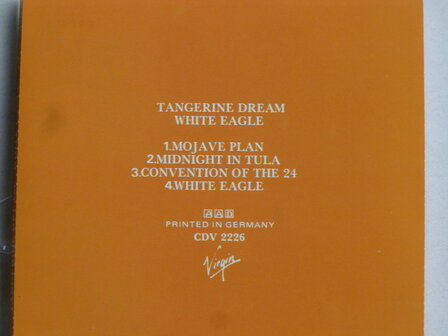 TANGERINE DREAM
WHITE EAGLE
1.MOJAVE PLAN
2.MIDNIGHT IN TULA
3.CONVENTION OF THE 24
4.WHITE EAGLE
AAD
PRINTED IN GERMANY
CDV 2226
Virgin